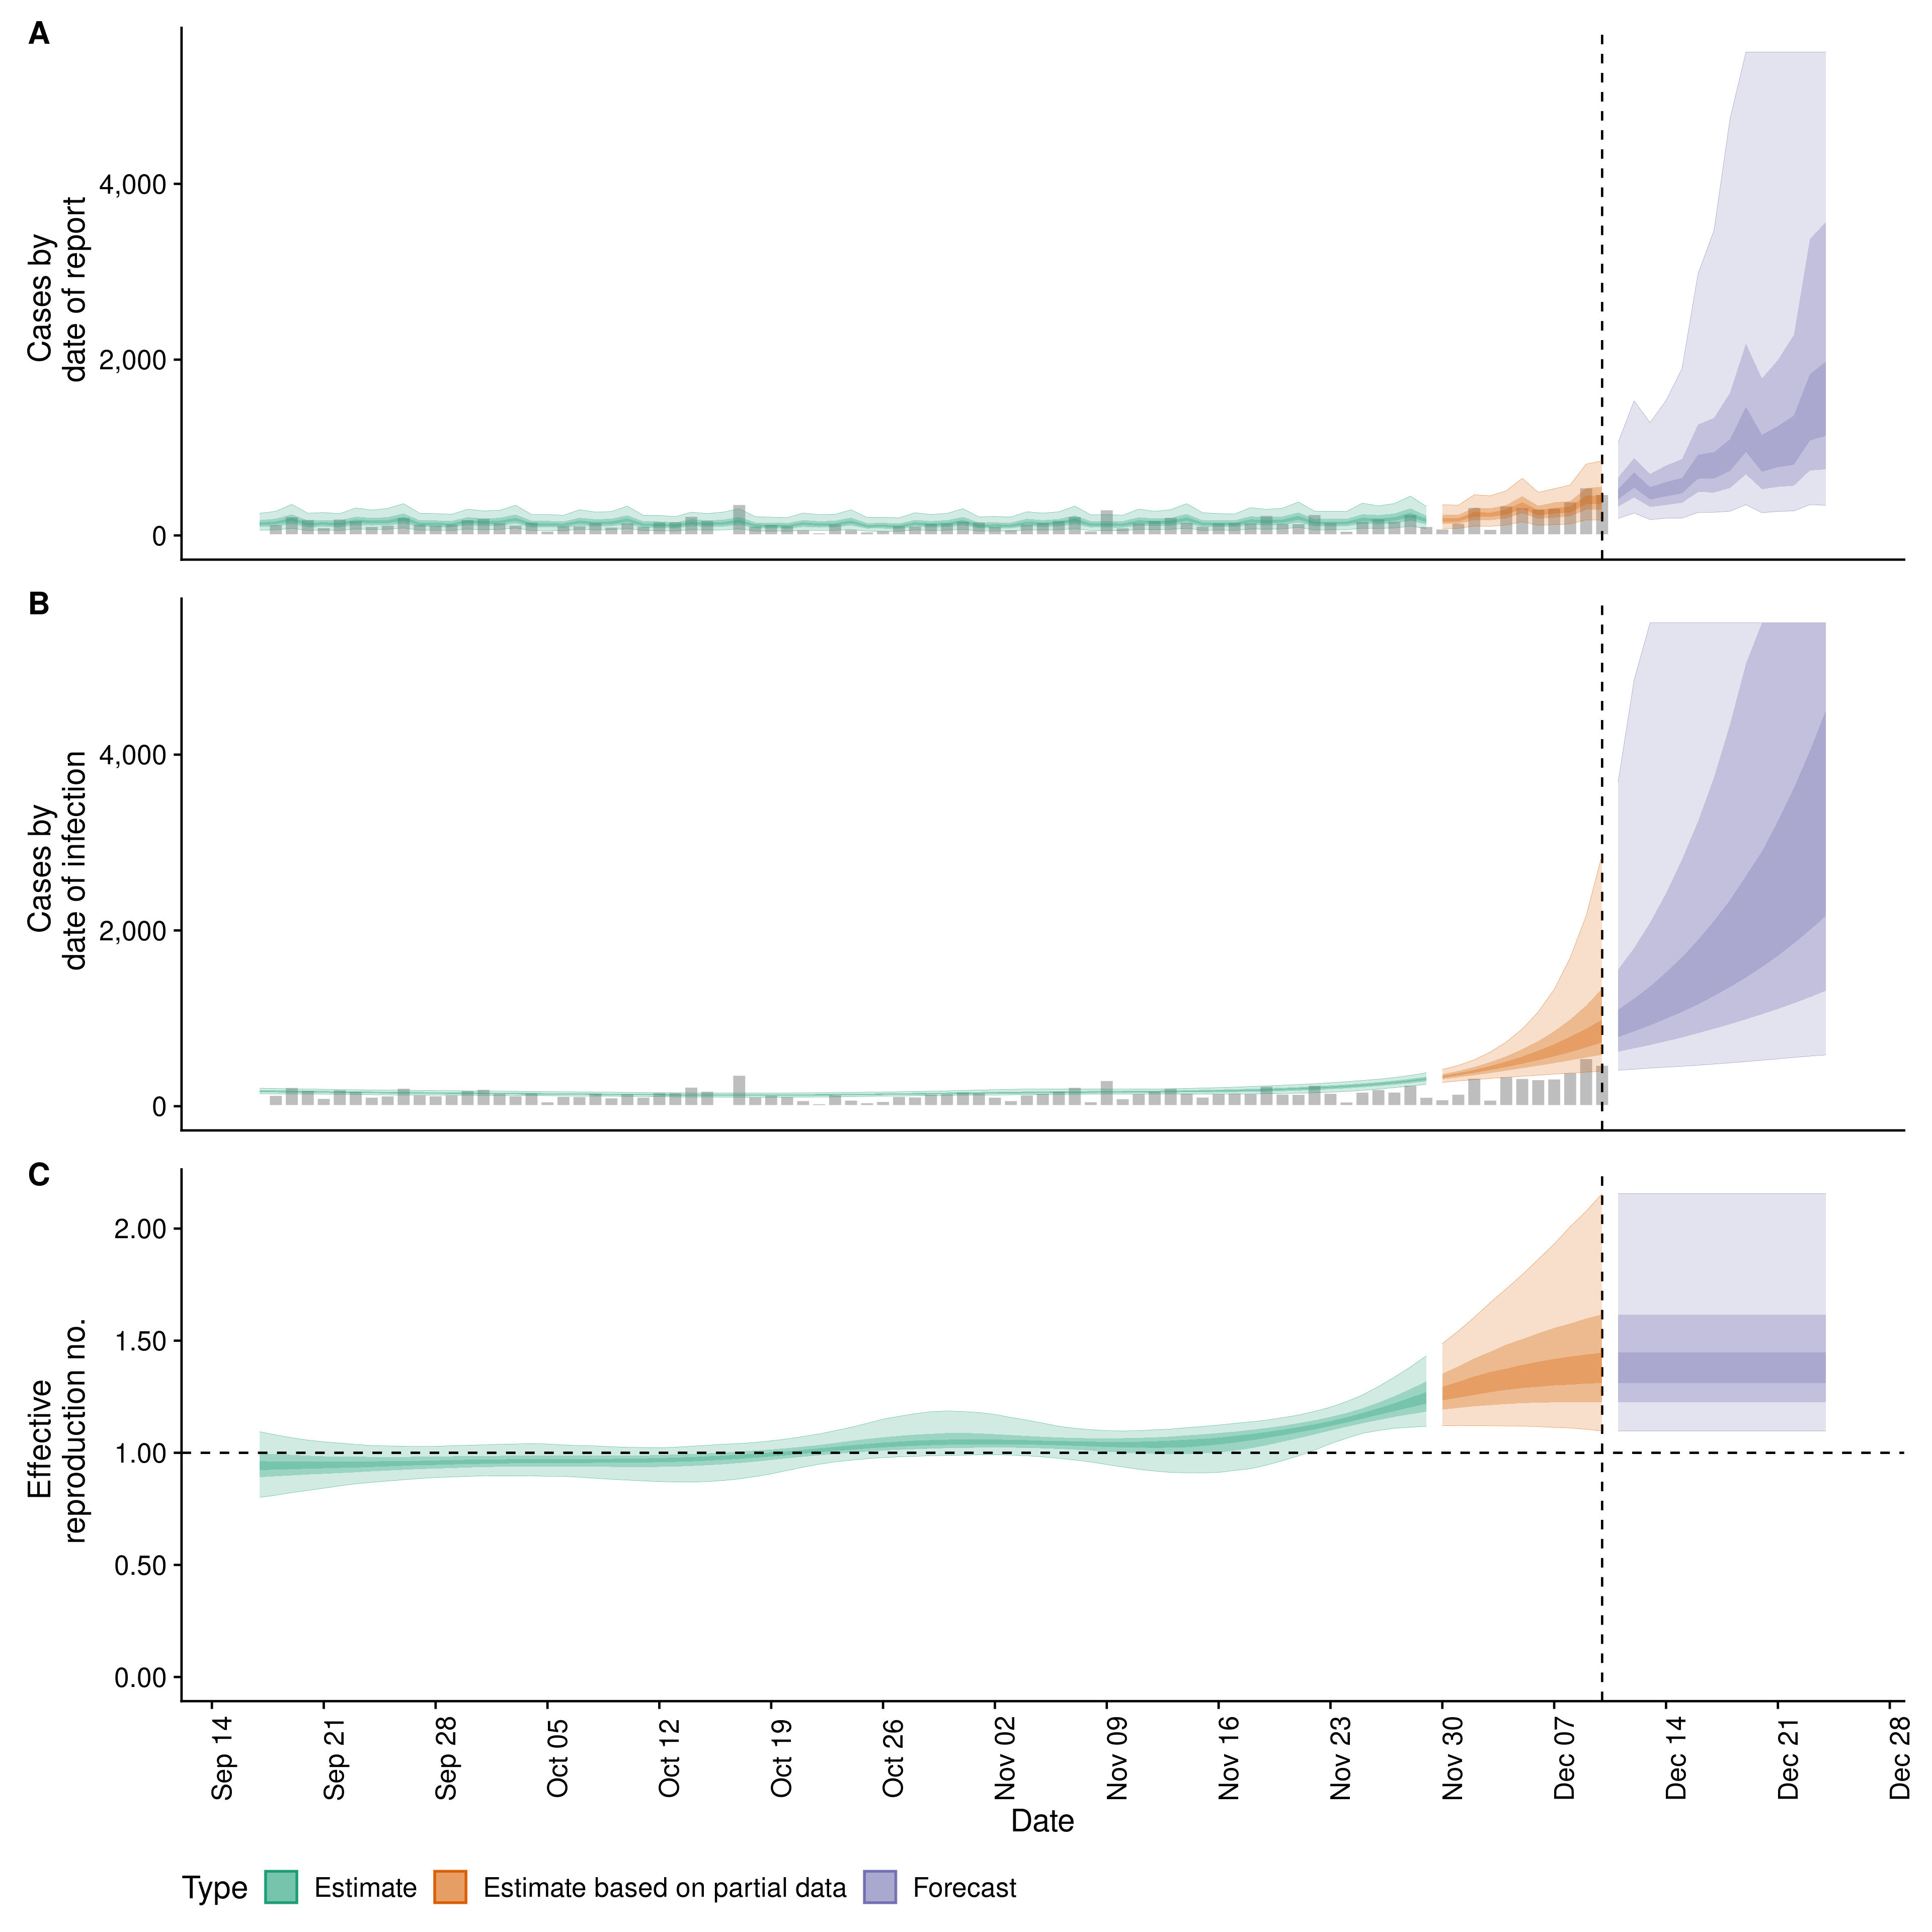 A
Cases by
date of report
4,000
2,000
0
B
Cases by
date of infection
4,000
2,000
0
C
Effective
reproduction no.
2.00
1.50
1.00
0.50
0.00
Sep 14
Sep 21
Sep 28
Oct 05
Oct 12
Oct 19
Oct 26
Nov 02
Nov 09
Nov 16
Nov 23
Nov 30
Dec 07
Dec 14
Dec 21
Dec 28
Date
Type Estimate Estimate based on partial data Forecast